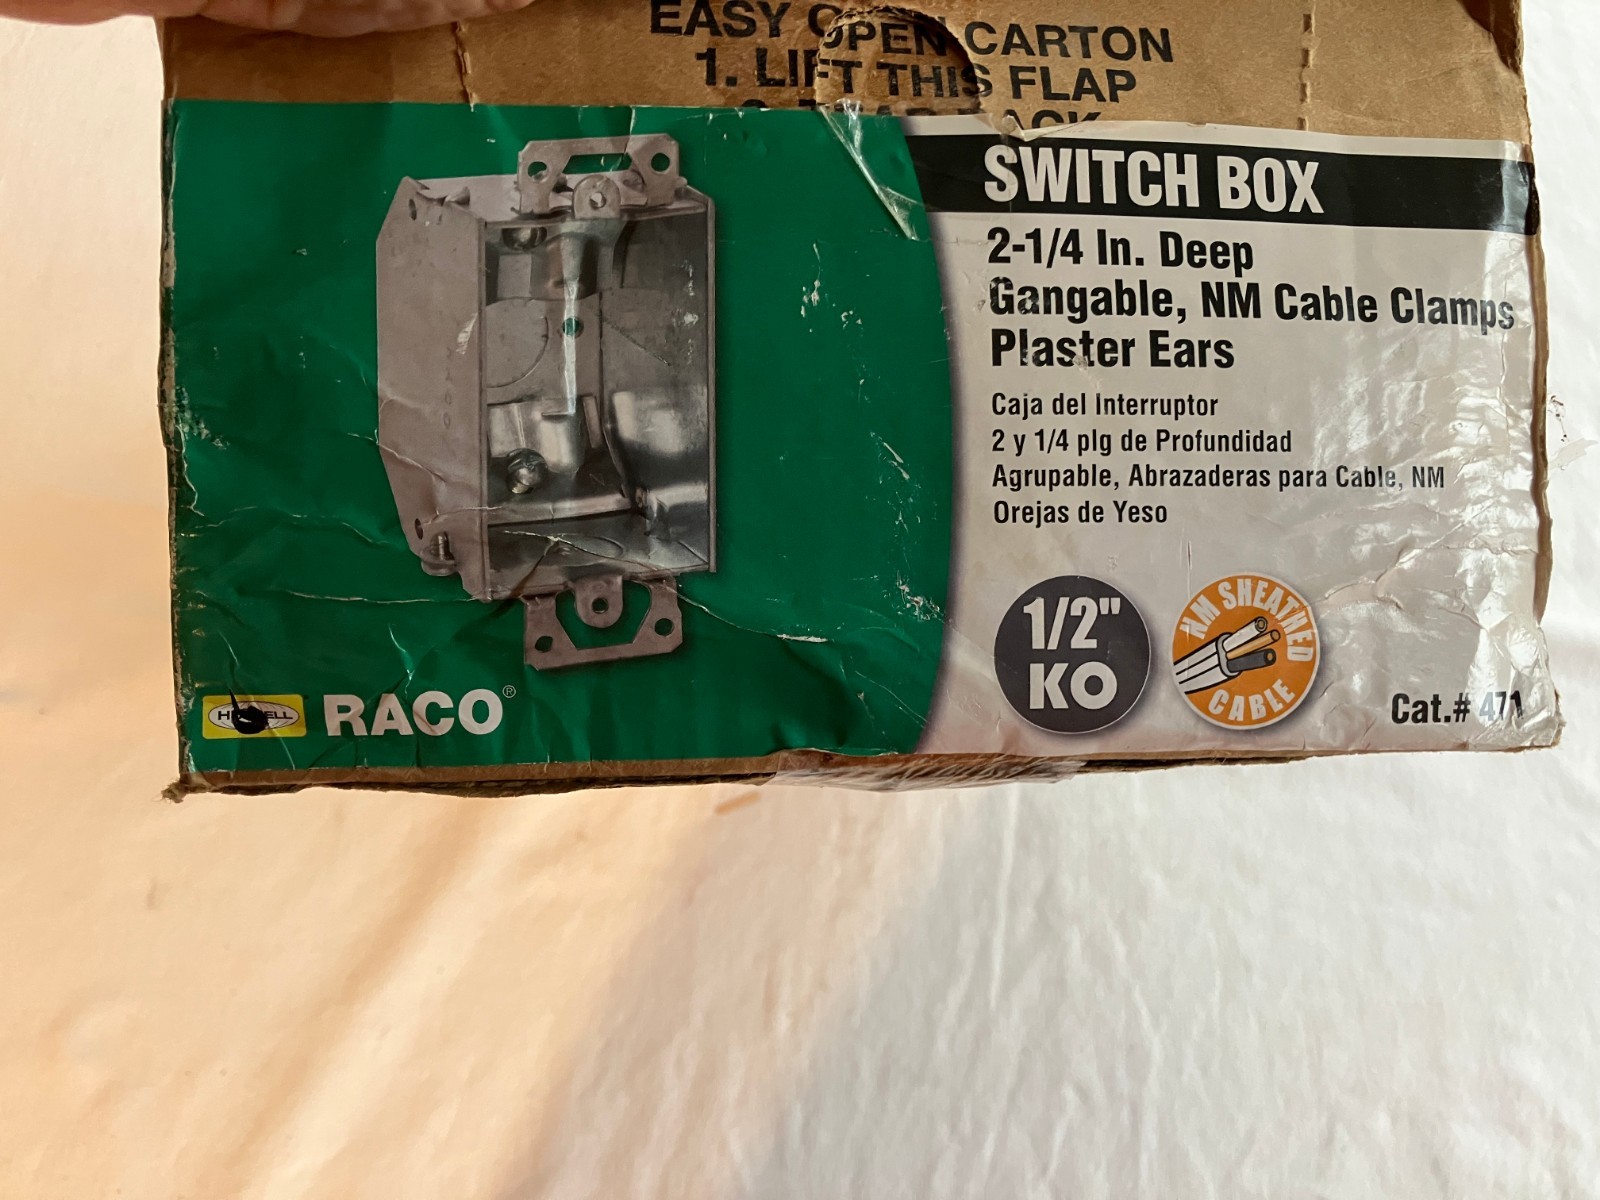 EASY OPEN CARTON
1. LIFT THIS FLAP
SWITCH BOX
2-1/4 In. Deep
Gangable, NM Cable Clamps
Plaster Ears
Caja del Interruptor
2 y 1/4 plg de Profundidad
Agrupable, Abrazaderas para Cable, NM
Orejas de Yeso
1/2"
KO
NM SHEATHED
CABLE
Cat.# 471
RACO®